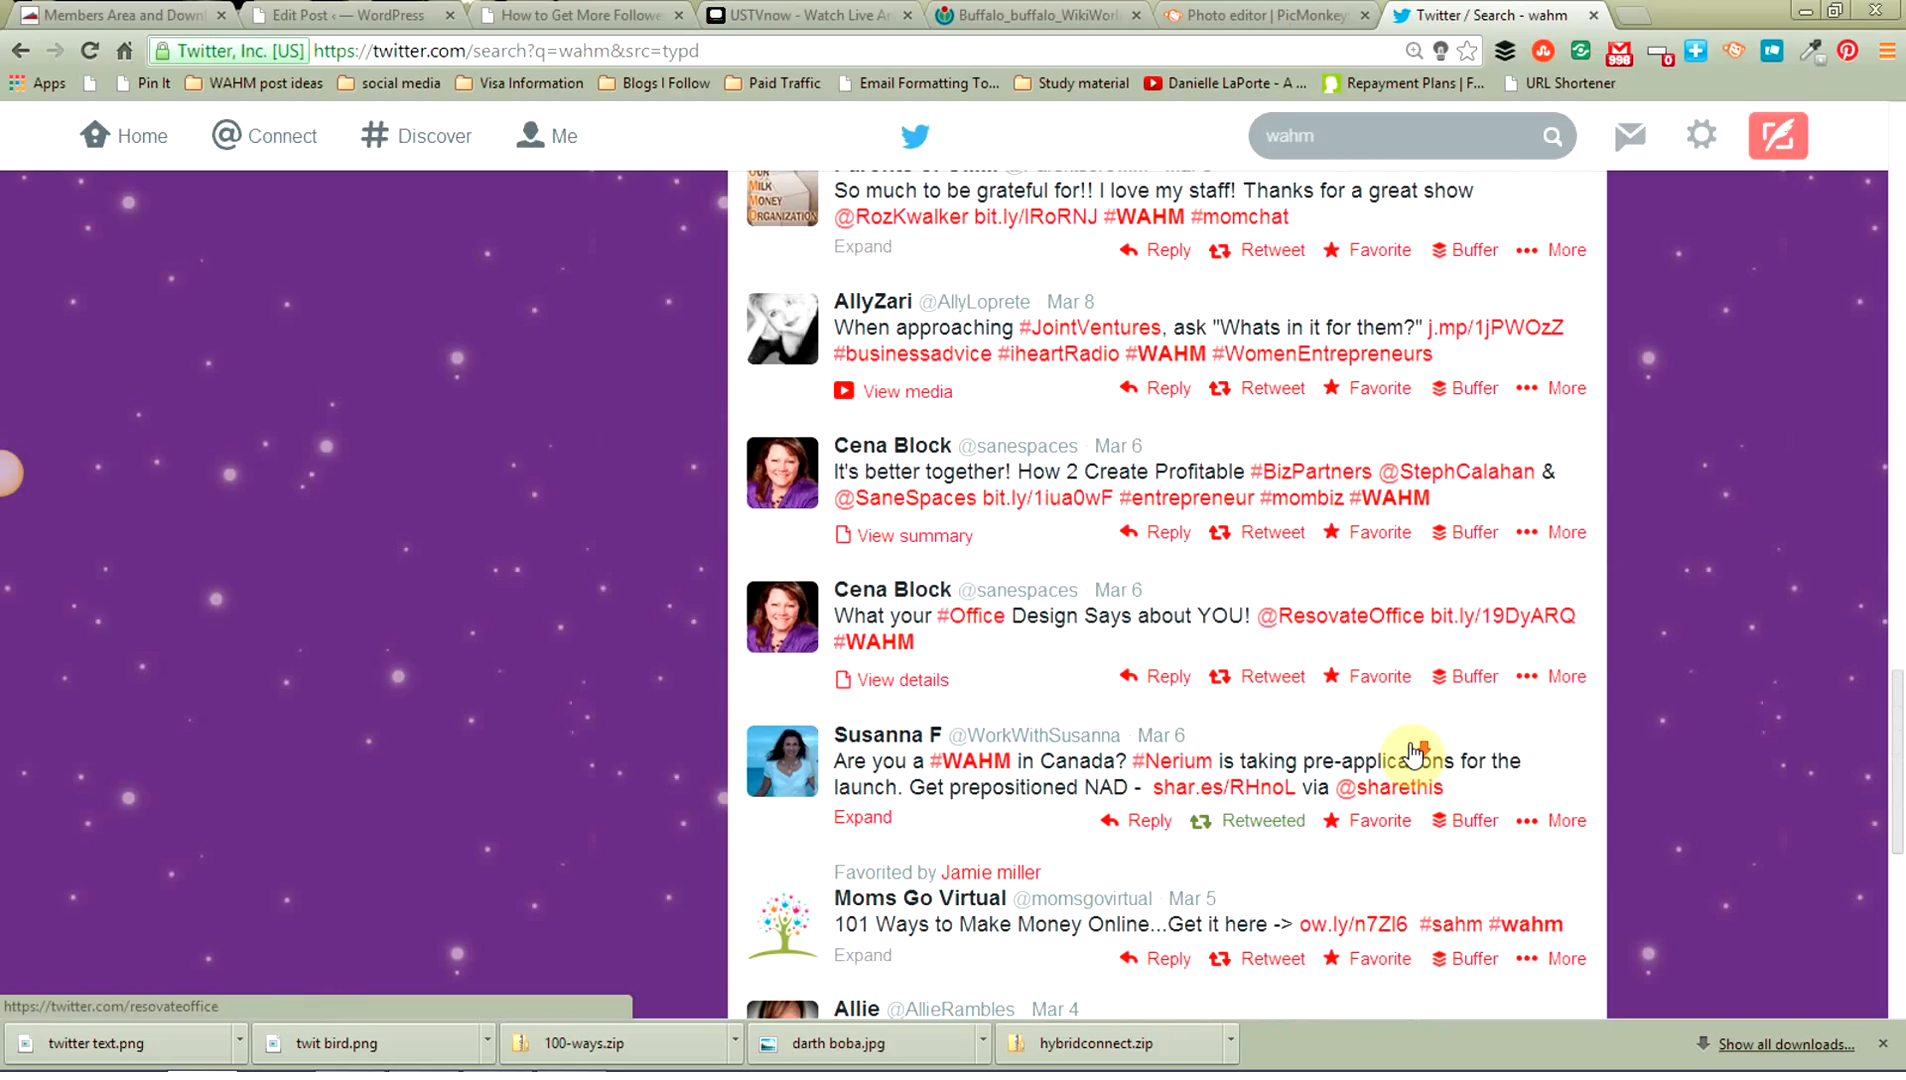 Members Area and Downl
Edit Post ‹ — WordPress
How to Get More Followe
USTVnow - Watch Live Am
Buffalo_buffalo_WikiWorl
Photo editor | PicMonkey:
Twitter / Search - wahm
Twitter, Inc. [US] https://twitter.com/search?q=wahm&src=typd
998
0
Apps
Pin It
WAHM post ideas
social media
Visa Information
Blogs I Follow
Paid Traffic
Email Formatting To...
Study material
Danielle LaPorte - A ...
Repayment Plans | F...
URL Shortener
Home
Connect
Discover
Me
wahm
OUR MILK MONEY ORGANIZATION
So much to be grateful for!! I love my staff! Thanks for a great show
@RozKwalker bit.ly/IRoRNJ #WAHM #momchat
Expand
Reply Retweet Favorite Buffer More
AllyZari @AllyLoprete Mar 8
When approaching #JointVentures, ask "Whats in it for them?" j.mp/1jPWOzZ
#businessadvice #iheartRadio #WAHM #WomenEntrepreneurs
View media
Reply Retweet Favorite Buffer More
Cena Block @sanespaces · Mar 6
It's better together! How 2 Create Profitable #BizPartners @StephCalahan &
@SaneSpaces bit.ly/1iua0wF #entrepreneur #mombiz #WAHM
View summary
Reply Retweet Favorite Buffer More
Cena Block @sanespaces · Mar 6
What your #Office Design Says about YOU! @ResovateOffice bit.ly/19DyARQ
#WAHM
View details
Reply Retweet Favorite Buffer More
Susanna F @WorkWithSusanna · Mar 6
Are you a #WAHM in Canada? #Nerium is taking pre-applications for the
launch. Get prepositioned NAD - shar.es/RHnoL via @sharethis
Expand
Reply Retweeted Favorite Buffer More
Favorited by Jamie miller
Moms Go Virtual @momsgovirtual · Mar 5
101 Ways to Make Money Online...Get it here -> ow.ly/n7Zl6 #sahm #wahm
Expand
Reply Retweet Favorite Buffer More
Allie @AllieRambles · Mar 4
https://twitter.com/resovateoffice
twitter text.png
twit bird.png
100-ways.zip
darth boba.jpg
hybridconnect.zip
Show all downloads...